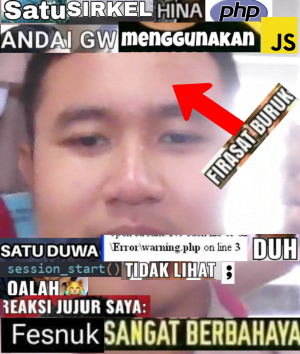 Satu SIRKEL HINA php
ANDAI GW menggunakan JS
FIRASAT BURUK
SATU DUWA \Error\warning.php on line 3 DUH
session_start() TIDAK LIHAT ;
OALAH
REAKSI JUJUR SAYA:
Fesnuk SANGAT BERBAHAYA